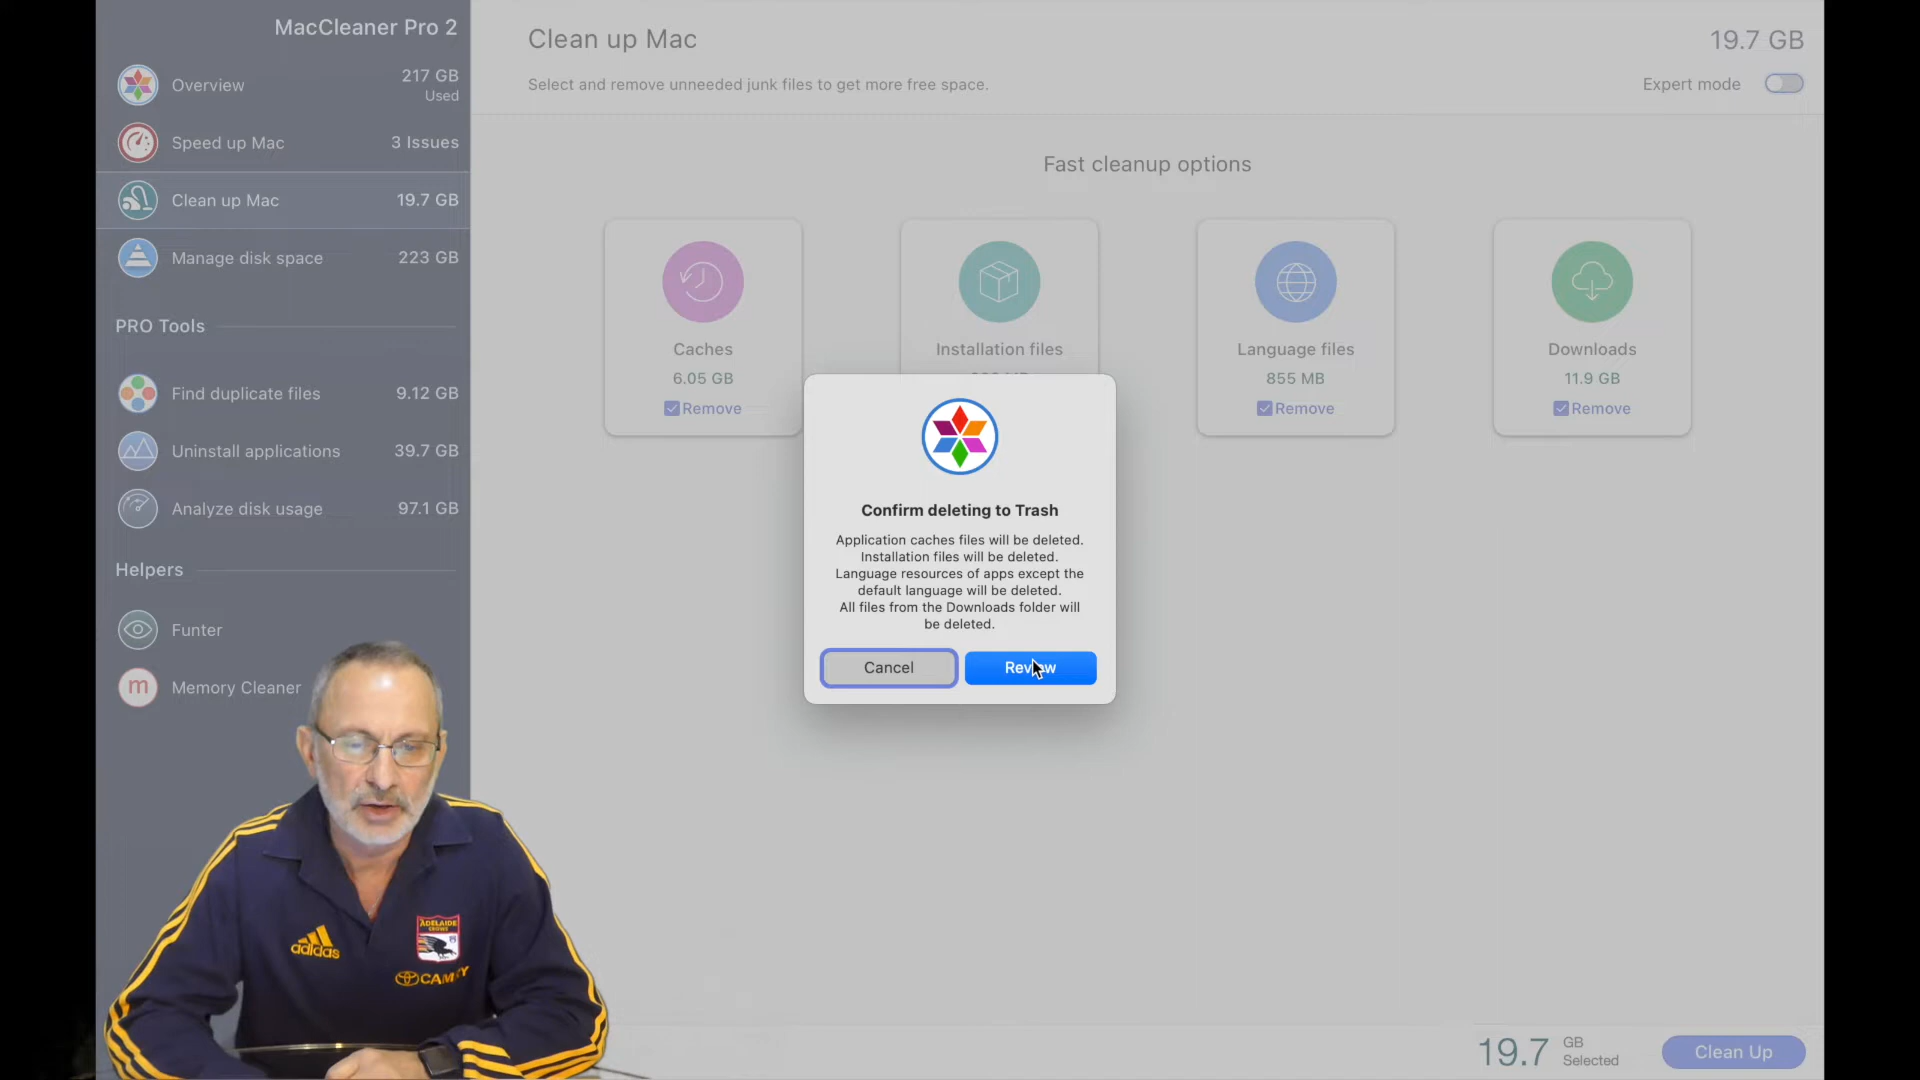 MacCleaner Pro 2
Overview
217 GB
Used
Speed up Mac
3 Issues
Clean up Mac
19.7 GB
Manage disk space
223 GB
PRO Tools
Find duplicate files
9.12 GB
Uninstall applications
39.7 GB
Analyze disk usage
97.1 GB
Helpers
Funter
m
Memory Cleaner
Clean up Mac
19.7 GB
Select and remove unneeded junk files to get more free space.
Expert mode
Fast cleanup options
Caches
6.05 GB
Remove
Installation files
Language files
855 MB
Remove
Downloads
11.9 GB
Remove
Confirm deleting to Trash
Application caches files will be deleted.
Installation files will be deleted.
Language resources of apps except the
default language will be deleted.
All files from the Downloads folder will
be deleted.
Cancel
Review
19.7
GB
Selected
Clean Up
adidas
ADELAIDE
CROWS